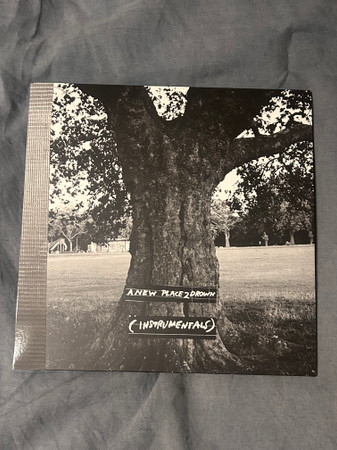 A NEW PLACE 2 DROWN
(INSTRUMENTALS)